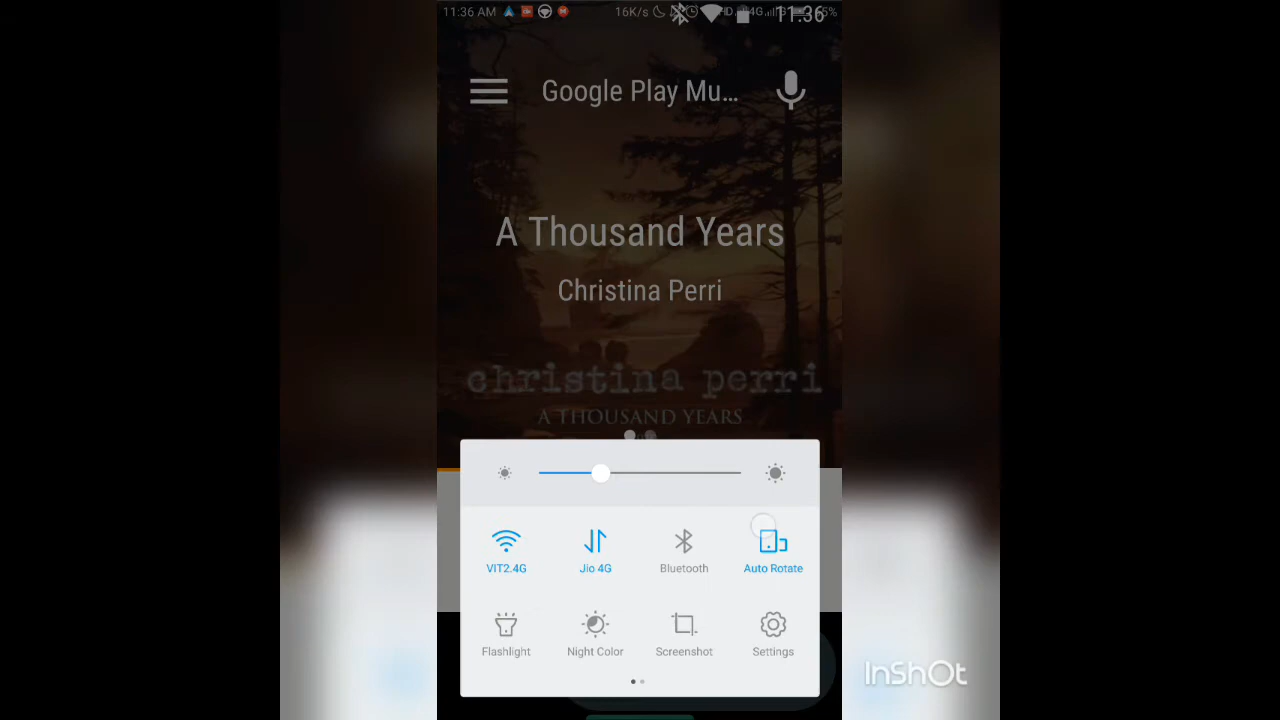 11:36 AM
16K/s
11:36
Google Play Mu...
A Thousand Years
Christina Perri
christina perri
A THOUSAND YEARS
VIT2.4G
Jio 4G
Bluetooth
Auto Rotate
Flashlight
Night Color
Screenshot
Settings
InShOt